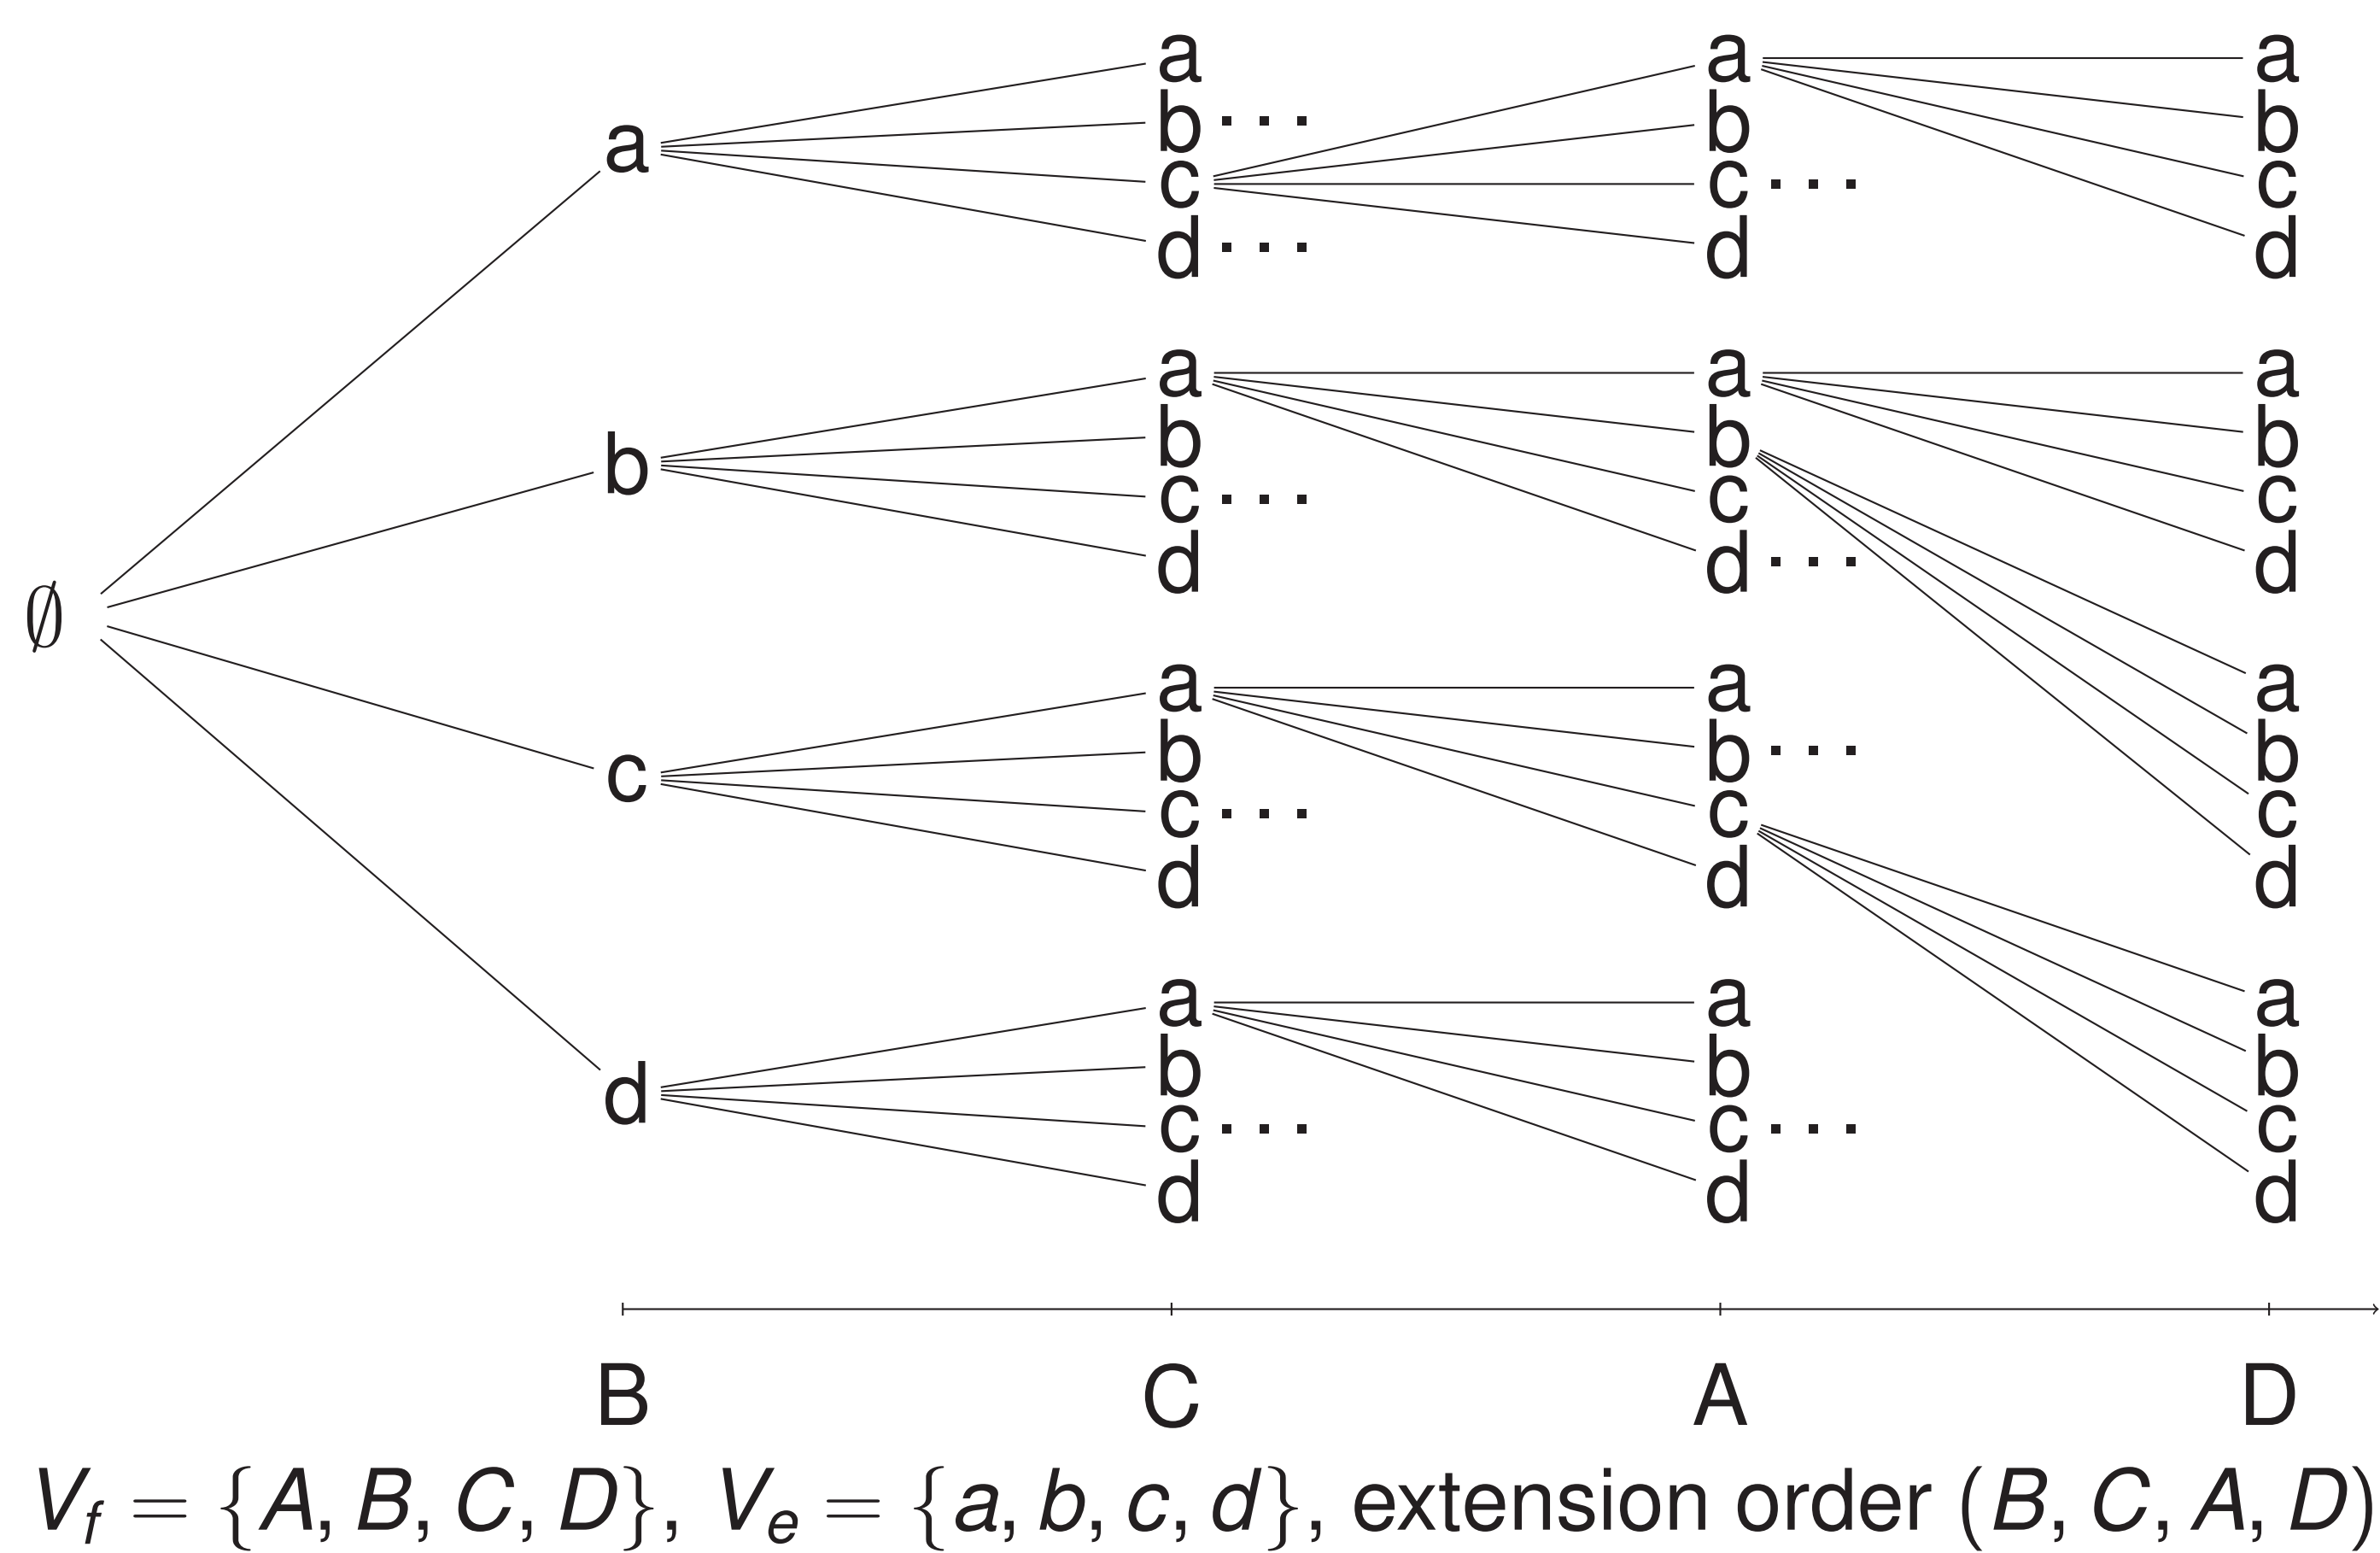 a a a
b · · · b b
a c c · · · c
d · · · d d
a a a
b b b
b c · · · c c
d d · · · d
∅
a a a
b b · · · b
c c · · · c c
d d d
a a a
b b b
d c · · · c · · · c
d d d
B C A D
V_f = {A, B, C, D}, V_e = {a, b, c, d}, extension order (B, C, A, D)